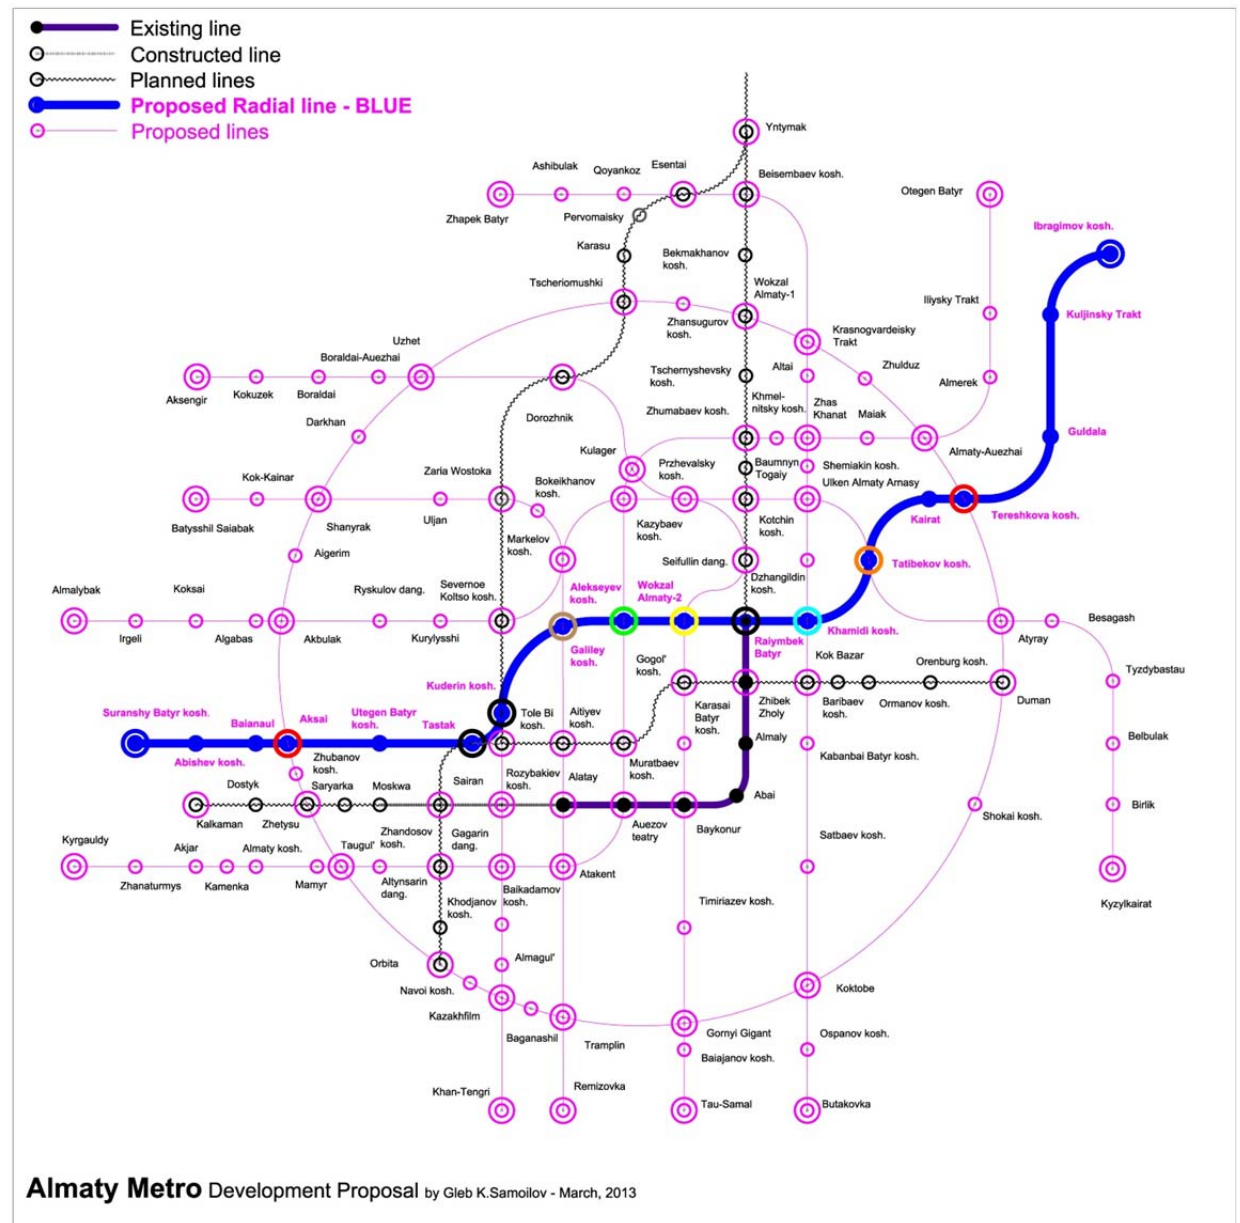 Existing line
Constructed line
Planned lines
Proposed Radial line - BLUE
Proposed lines
Yntymak
Ashibulak
Qoyankoz
Esentai
Beisembaev kosh.
Zhapek Batyr
Pervomaisky
Otegen Batyr
Ibragimov kosh.
Karasu
Bekmakhanov
kosh.
Tscheriomushki
Wokzal
Almaty-1
Iliysky Trakt
Kuljinsky Trakt
Zhansugurov
kosh.
Krasnogvardeisky
Trakt
Uzhet
Boraldai-Auezhai
Aksengir
Kokuzek
Boraldai
Tschernyshevsky
kosh.
Altai
Zhulduz
Almerek
Darkhan
Dorozhnik
Zhumabaev kosh.
Khmel-
nitsky kosh.
Zhas
Khanat
Maiak
Guldala
Almaty-Auezhai
Kulager
Przhevalsky
kosh.
Baumnyn
Togaiy
Shemiakin kosh.
Kok-Kainar
Zaria Wostoka
Bokeikhanov
kosh.
Ulken Almaty Arnasy
Batysshil Saiabak
Shanyrak
Uljan
Kazybaev
kosh.
Kotchin
kosh.
Kairat
Tereshkova kosh.
Markelov
kosh.
Aigerim
Seifullin dang.
Tatibekov kosh.
Almalybak
Koksai
Ryskulov dang.
Severnoe
Koltso kosh.
Alekseyev
kosh.
Wokzal
Almaty-2
Dzhangildin
kosh.
Irgeli
Algabas
Akbulak
Kurylysshi
Galiley
kosh.
Raiymbek
Batyr
Khamidi kosh.
Atyray
Besagash
Gogol'
kosh.
Kok Bazar
Orenburg kosh.
Tyzdybastau
Kuderin kosh.
Karasai
Batyr
kosh.
Zhibek
Zholy
Baribaev
kosh.
Ormanov kosh.
Duman
Suranshy Batyr kosh.
Baianaul
Aksai
Utegen Batyr
kosh.
Tastak
Tole Bi
kosh.
Aitiyev
kosh.
Almaly
Belbulak
Abishev kosh.
Zhubanov
kosh.
Muratbaev
kosh.
Kabanbai Batyr kosh.
Dostyk
Saryarka
Moskwa
Sairan
Rozybakiev
kosh.
Alatay
Abai
Kalkaman
Zhetysu
Zhandosov
kosh.
Gagarin
dang.
Auezov
teatry
Baykonur
Satbaev kosh.
Shokai kosh.
Birlik
Kyrgauldy
Akjar
Almaty kosh.
Taugul'
Zhanaturmys
Kamenka
Mamyr
Altynsarin
dang.
Baikadamov
kosh.
Atakent
Khodjanov
kosh.
Timiriazev kosh.
Kyzylkairat
Orbita
Almagul'
Navoi kosh.
Koktobe
Kazakhfilm
Baganashil
Tramplin
Gornyi Gigant
Ospanov kosh.
Baiajanov kosh.
Khan-Tengri
Remizovka
Tau-Samal
Butakovka
Almaty Metro Development Proposal by Gleb K.Samoilov - March, 2013